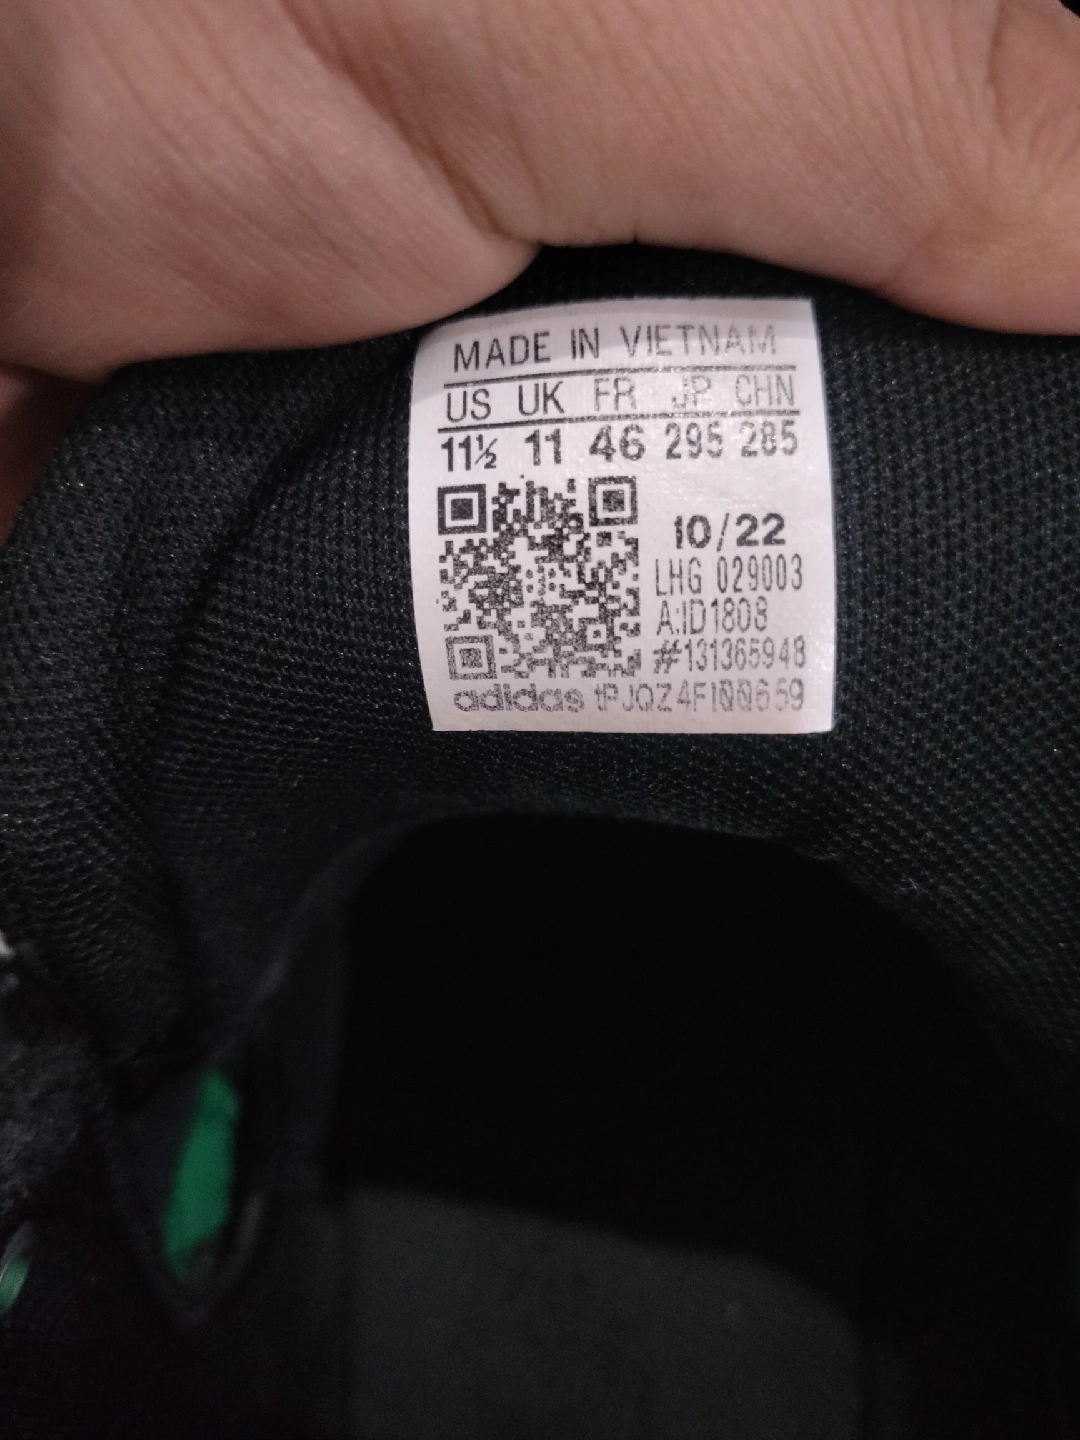 MADE IN VIETNAM
US UK FR JP CHN
11½ 11 46 295 285
10/22
LHG 029003
A:ID1808
#131365948
adidas tPJQZ4F100659